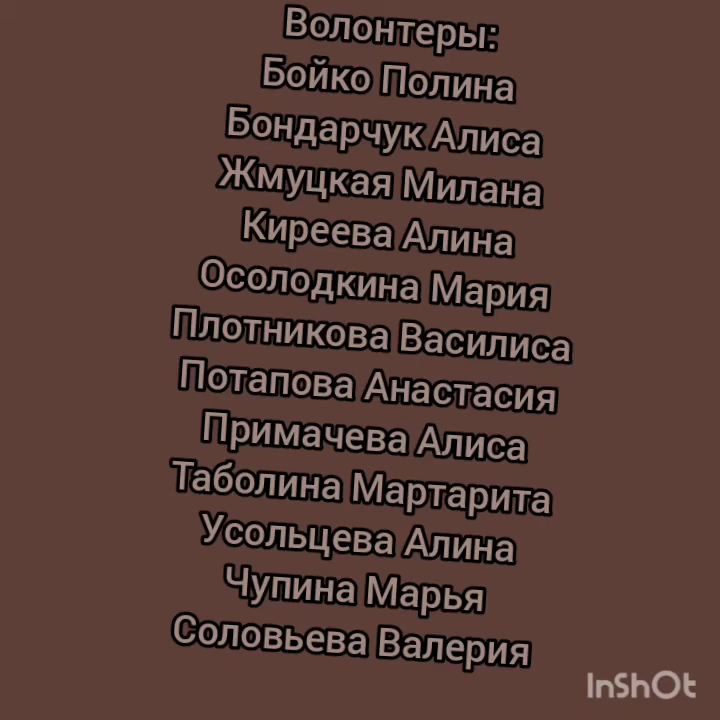 Волонтеры:
Бойко Полина
Бондарчук Алиса
Жмуцкая Милана
Киреева Алина
Осолодкина Мария
Плотникова Василиса
Потапова Анастасия
Примачева Алиса
Таболина Мартарита
Усольцева Алина
Чупина Марья
Соловьева Валерия
InShOt